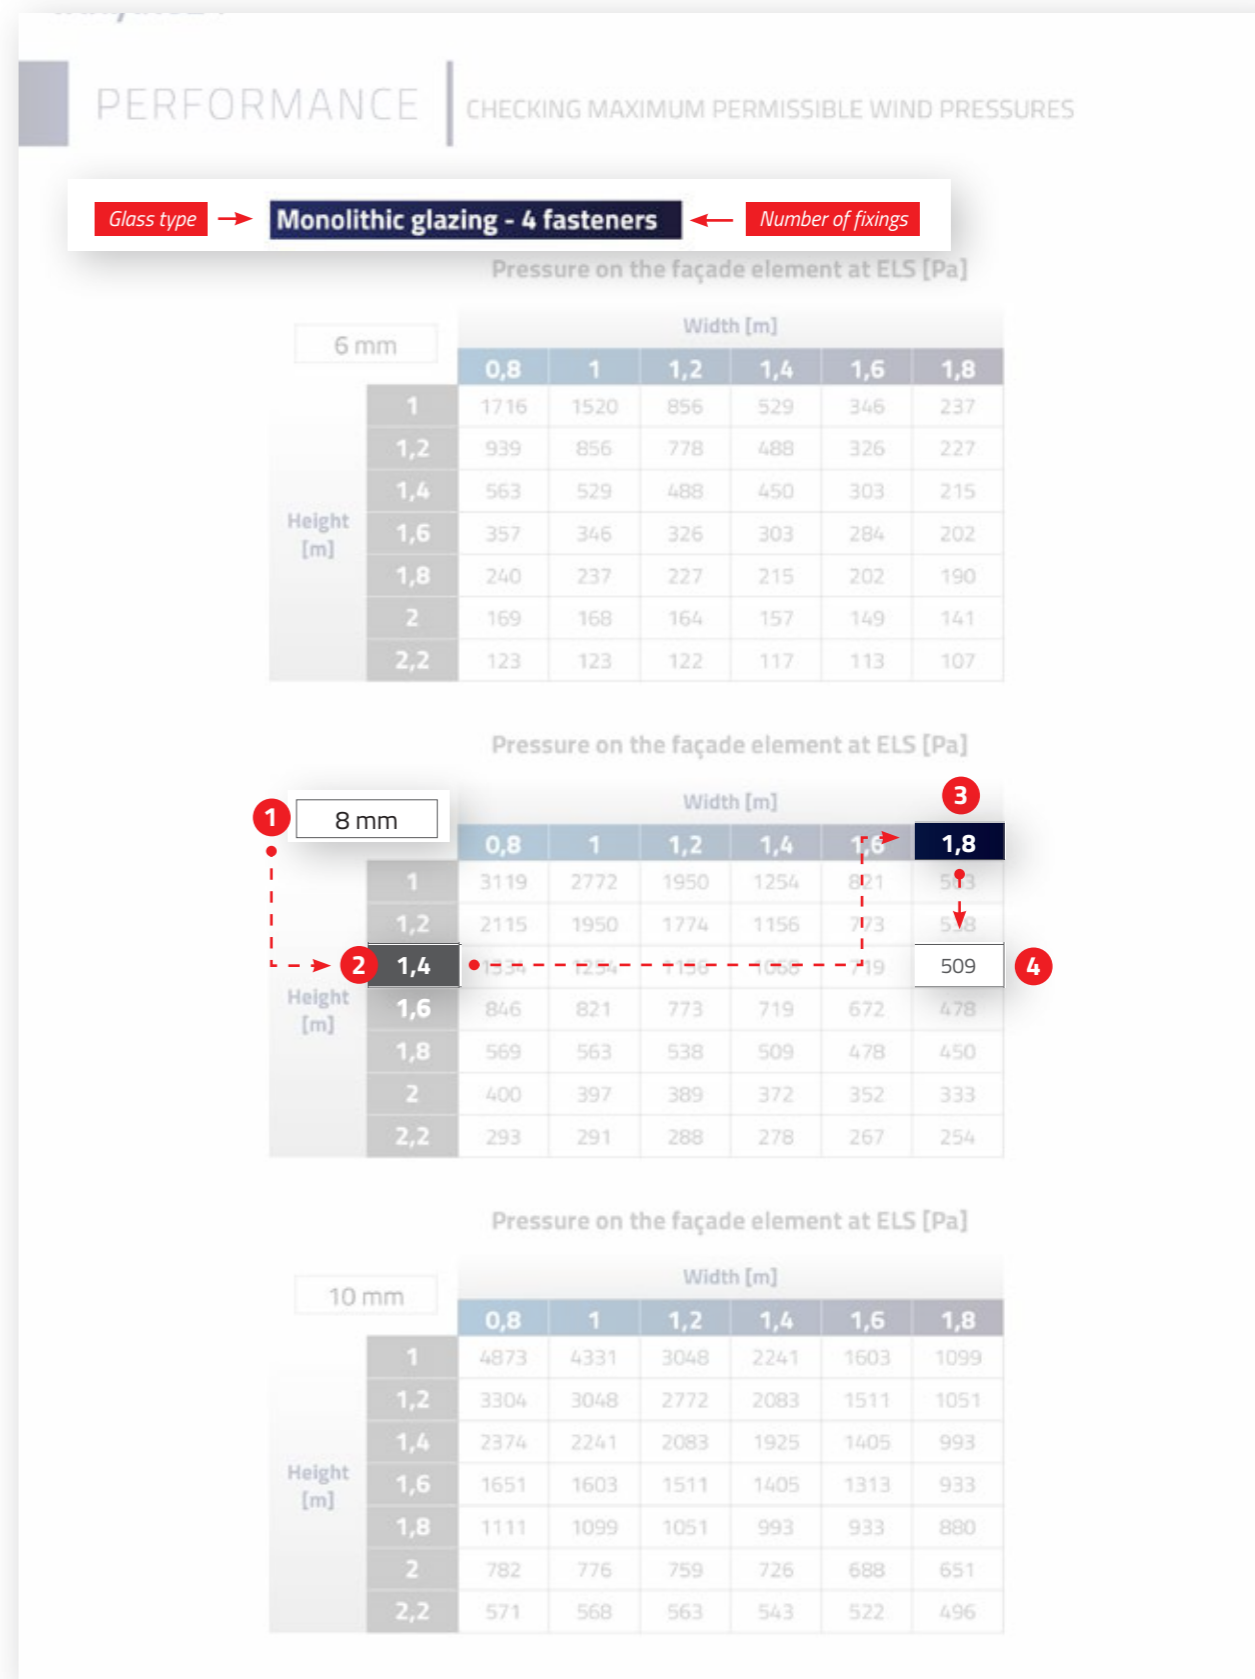 PERFORMANCE
CHECKING MAXIMUM PERMISSIBLE WIND PRESSURES
Glass type
Monolithic glazing - 4 fasteners
Number of fixings
Pressure on the façade element at ELS [Pa]
6 mm
Width [m]
0,8 1 1,2 1,4 1,6 1,8
Height [m]
1 1716 1520 856 529 346 237
1,2 939 856 778 488 326 227
1,4 563 529 488 450 303 215
1,6 357 346 326 303 284 202
1,8 240 237 227 215 202 190
2 169 168 164 157 149 141
2,2 123 123 122 117 113 107
Pressure on the façade element at ELS [Pa]
1 8 mm
Width [m]
3
0,8 1 1,2 1,4 1,6 1,8
Height [m]
1 3119 2772 1950 1254 821 563
1,2 2115 1950 1774 1156 773 538
2 1,4 1334 1254 1156 1068 719 509 4
1,6 846 821 773 719 672 478
1,8 569 563 538 509 478 450
2 400 397 389 372 352 333
2,2 293 291 288 278 267 254
Pressure on the façade element at ELS [Pa]
10 mm
Width [m]
0,8 1 1,2 1,4 1,6 1,8
Height [m]
1 4873 4331 3048 2241 1603 1099
1,2 3304 3048 2772 2083 1511 1051
1,4 2374 2241 2083 1925 1405 993
1,6 1651 1603 1511 1405 1313 933
1,8 1111 1099 1051 993 933 880
2 782 776 759 726 688 651
2,2 571 568 563 543 522 496